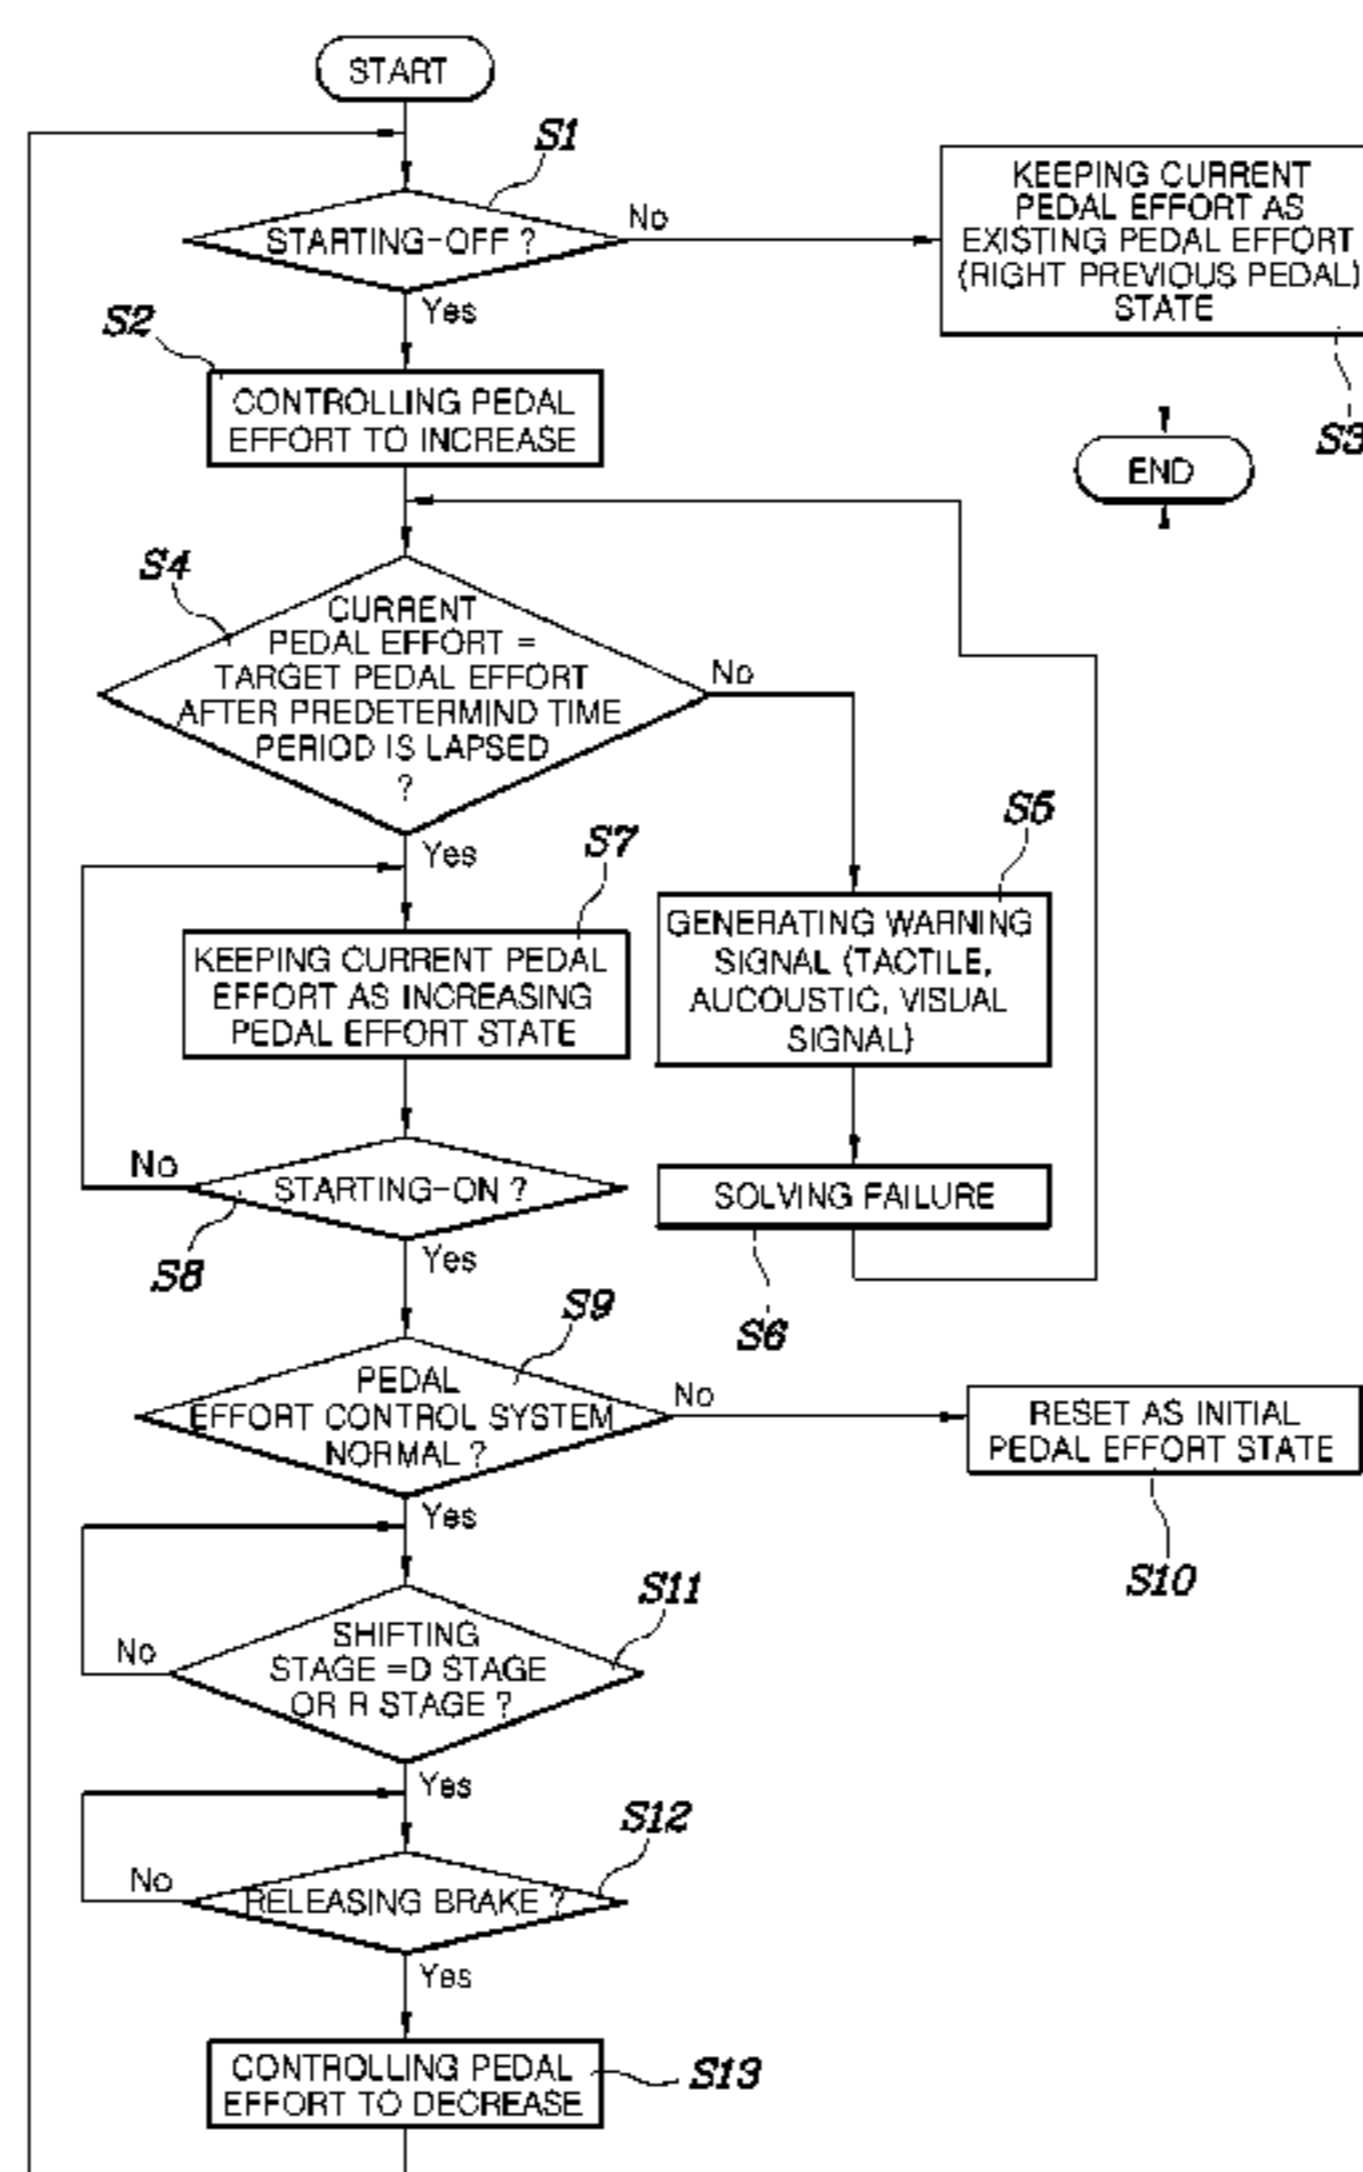 START
S1
STARTING-OFF ?
No
Yes
KEEPING CURRENT
PEDAL EFFORT AS
EXISTING PEDAL EFFORT
(RIGHT PREVIOUS PEDAL)
STATE
S3
END
S2
CONTROLLING PEDAL
EFFORT TO INCREASE
S4
CURRENT
PEDAL EFFORT =
TARGET PEDAL EFFORT
AFTER PREDETERMIND TIME
PERIOD IS LAPSED
?
No
Yes
S5
GENERATING WARNING
SIGNAL (TACTILE,
AUCOUSTIC, VISUAL
SIGNAL)
S7
KEEPING CURRENT PEDAL
EFFORT AS INCREASING
PEDAL EFFORT STATE
SOLVING FAILURE
S6
No
STARTING-ON ?
S8
Yes
S9
PEDAL
EFFORT CONTROL SYSTEM
NORMAL ?
No
Yes
RESET AS INITIAL
PEDAL EFFORT STATE
S10
S11
SHIFTING
STAGE =D STAGE
OR R STAGE ?
No
Yes
S12
No
RELEASING BRAKE ?
Yes
CONTROLLING PEDAL
EFFORT TO DECREASE
S13